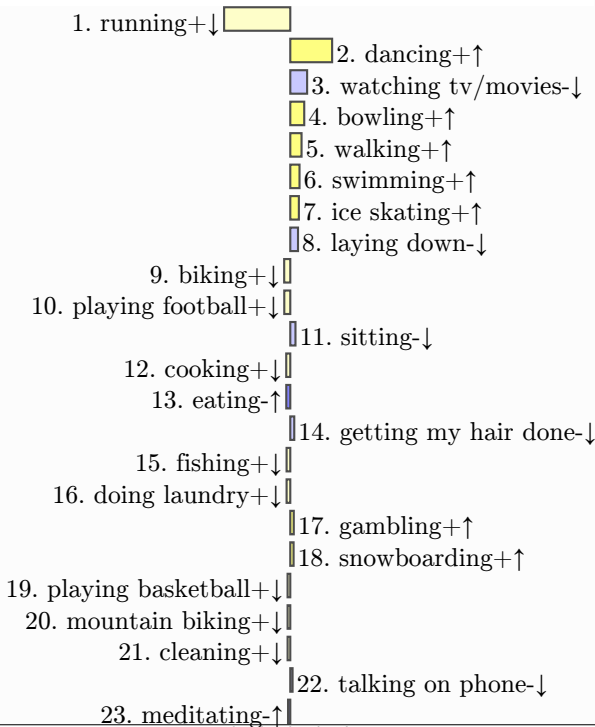 1. running+↓
2. dancing+↑
3. watching tv/movies-↓
4. bowling+↑
5. walking+↑
6. swimming+↑
7. ice skating+↑
8. laying down-↓
9. biking+↓
10. playing football+↓
11. sitting-↓
12. cooking+↓
13. eating-↑
14. getting my hair done-↓
15. fishing+↓
16. doing laundry+↓
17. gambling+↑
18. snowboarding+↑
19. playing basketball+↓
20. mountain biking+↓
21. cleaning+↓
22. talking on phone-↓
23. meditating-↑